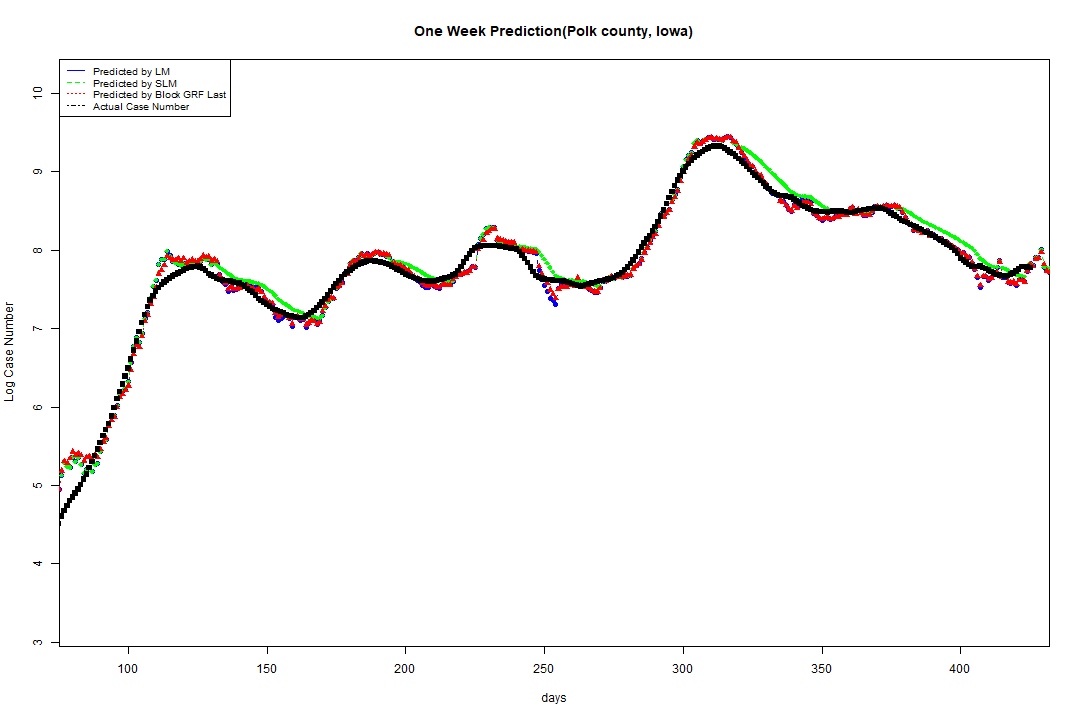 One Week Prediction(Polk county, Iowa)
Predicted by LM
Predicted by SLM
Predicted by Block GRF Last
Actual Case Number
Log Case Number
10
9
8
7
6
5
4
3
100 150 200 250 300 350 400
days